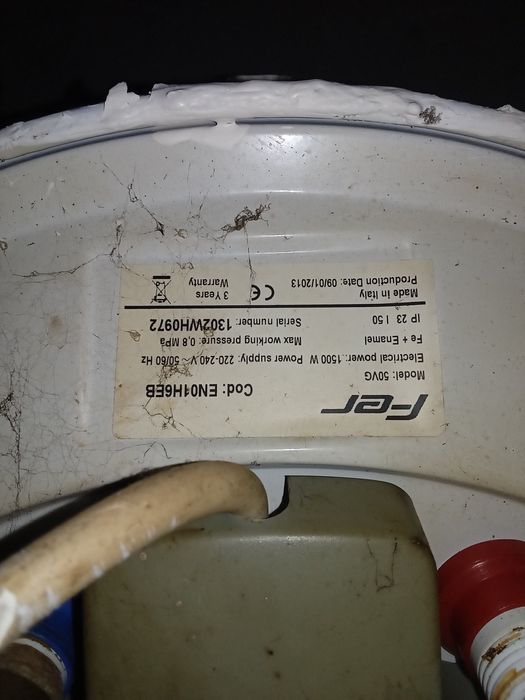 Fer
Cod: EN01H6EB
Model: 50VG
Electrical power: 1500 W Power supply: 220-240 V ~ 50/60 Hz
Fe + Enamel Max working pressure: 0,8 MPa
IP 23 I 50 Serial number: 1302WH0972
Made in Italy
Production Date: 09/01/2013
CE
3 Years
Warranty